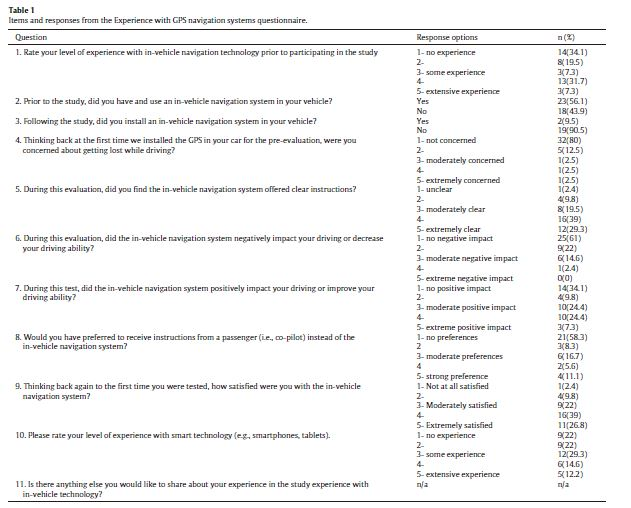 Table 1
Items and responses from the Experience with GPS navigation systems questionnaire.
Question Response options n (%)
1. Rate your level of experience with in-vehicle navigation technology prior to participating in the study 1- no experience 14(34.1)
2- 8(19.5)
3- some experience 3(7.3)
4- 13(31.7)
5- extensive experience 3(7.3)
2. Prior to the study, did you have and use an in-vehicle navigation system in your vehicle? Yes 23(56.1)
No 18(43.9)
3. Following the study, did you install an in-vehicle navigation system in your vehicle? Yes 2(9.5)
No 19(90.5)
4. Thinking back at the first time we installed the GPS in your car for the pre-evaluation, were you 1- not concerned 32(80)
concerned about getting lost while driving? 2- 5(12.5)
3- moderately concerned 1(2.5)
4- 1(2.5)
5- extremely concerned 1(2.5)
5. During this evaluation, did you find the in-vehicle navigation system offered clear instructions? 1- unclear 1(2.4)
2- 4(9.8)
3- moderately clear 8(19.5)
4- 16(39)
5- extremely clear 12(29.3)
6. During this evaluation, did the in-vehicle navigation system negatively impact your driving or decrease 1- no negative impact 25(61)
your driving ability? 2- 9(22)
3- moderate negative impact 6(14.6)
4- 1(2.4)
5- extreme negative impact 0(0)
7. During this test, did the in-vehicle navigation system positively impact your driving or improve your 1- no positive impact 14(34.1)
driving ability? 2- 4(9.8)
3- moderate positive impact 10(24.4)
4- 10(24.4)
5- extreme positive impact 3(7.3)
8. Would you have preferred to receive instructions from a passenger (i.e., co-pilot) instead of the 1- no preferences 21(58.3)
in-vehicle navigation system? 2 3(8.3)
3- moderate preferences 6(16.7)
4 2(5.6)
5- strong preference 4(11.1)
9. Thinking back again to the first time you were tested, how satisfied were you with the in-vehicle 1- Not at all satisfied 1(2.4)
navigation system? 2- 4(9.8)
3- Moderately satisfied 9(22)
4- 16(39)
5- Extremely satisfied 11(26.8)
10. Please rate your level of experience with smart technology (e.g., smartphones, tablets). 1- no experience 9(22)
2- 9(22)
3- some experience 12(29.3)
4- 6(14.6)
5- extensive experience 5(12.2)
11. Is there anything else you would like to share about your experience in the study experience with n/a n/a
in-vehicle technology?